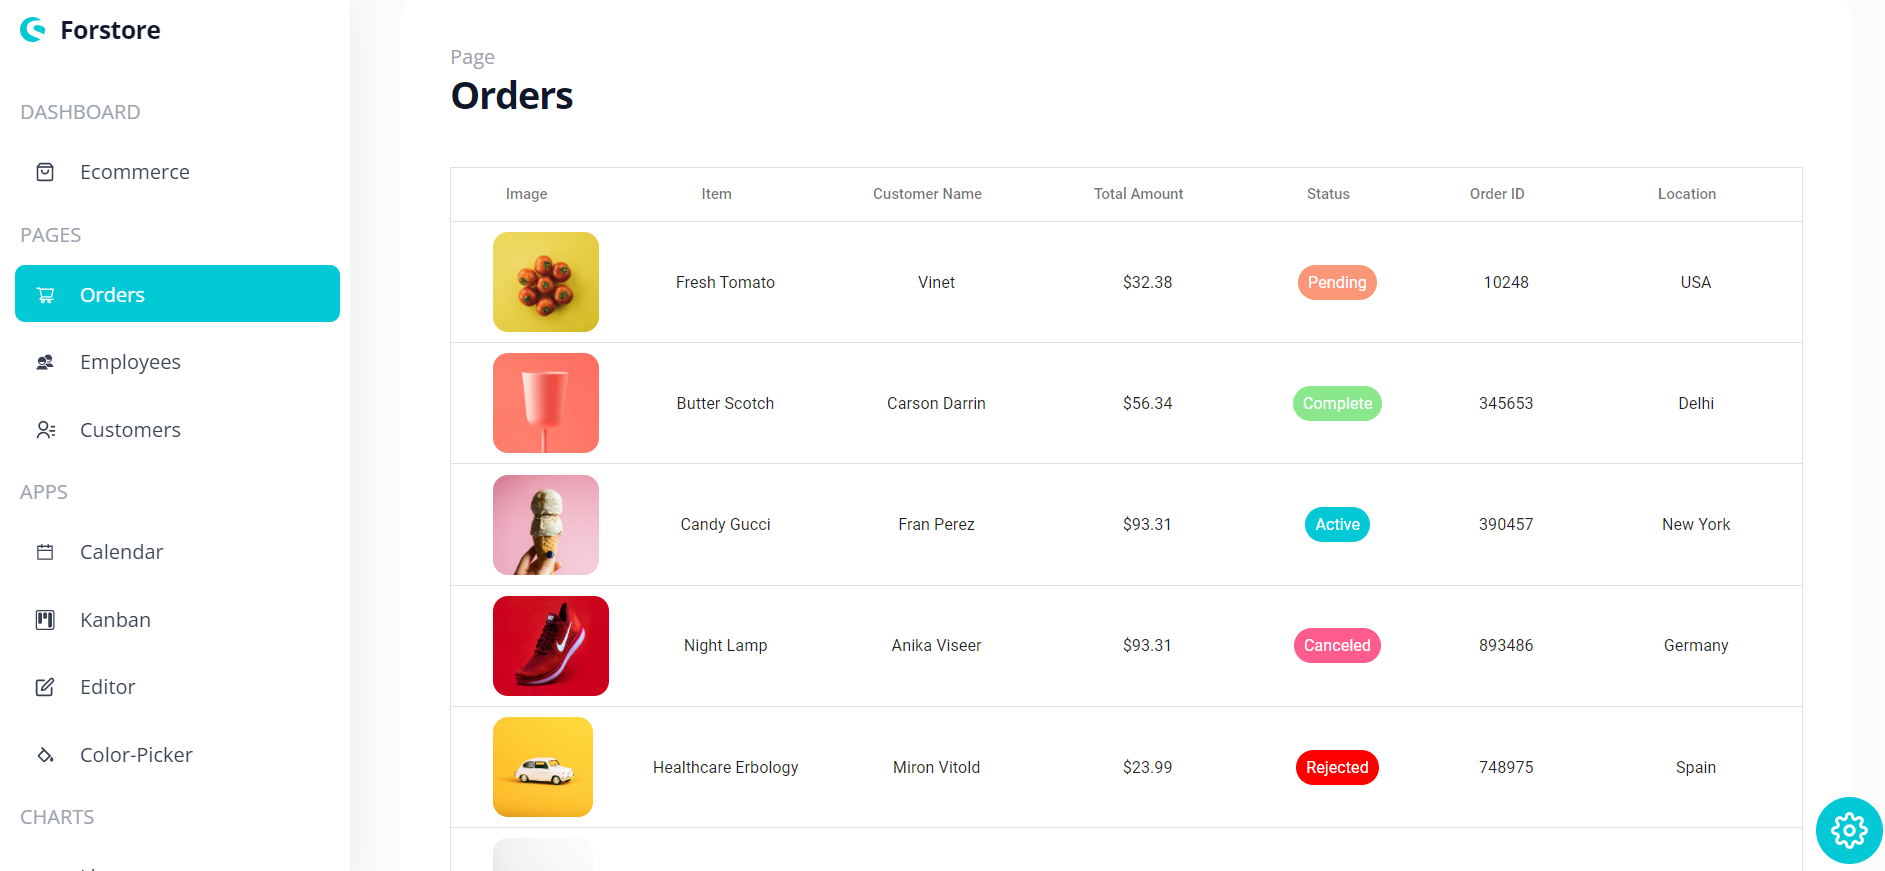 Forstore
DASHBOARD
Ecommerce
PAGES
Orders
Employees
Customers
APPS
Calendar
Kanban
Editor
Color-Picker
CHARTS
Page
Orders
Image Item Customer Name Total Amount Status Order ID Location
Fresh Tomato Vinet $32.38 Pending 10248 USA
Butter Scotch Carson Darrin $56.34 Complete 345653 Delhi
Candy Gucci Fran Perez $93.31 Active 390457 New York
Night Lamp Anika Viseer $93.31 Canceled 893486 Germany
Healthcare Erbology Miron Vitold $23.99 Rejected 748975 Spain